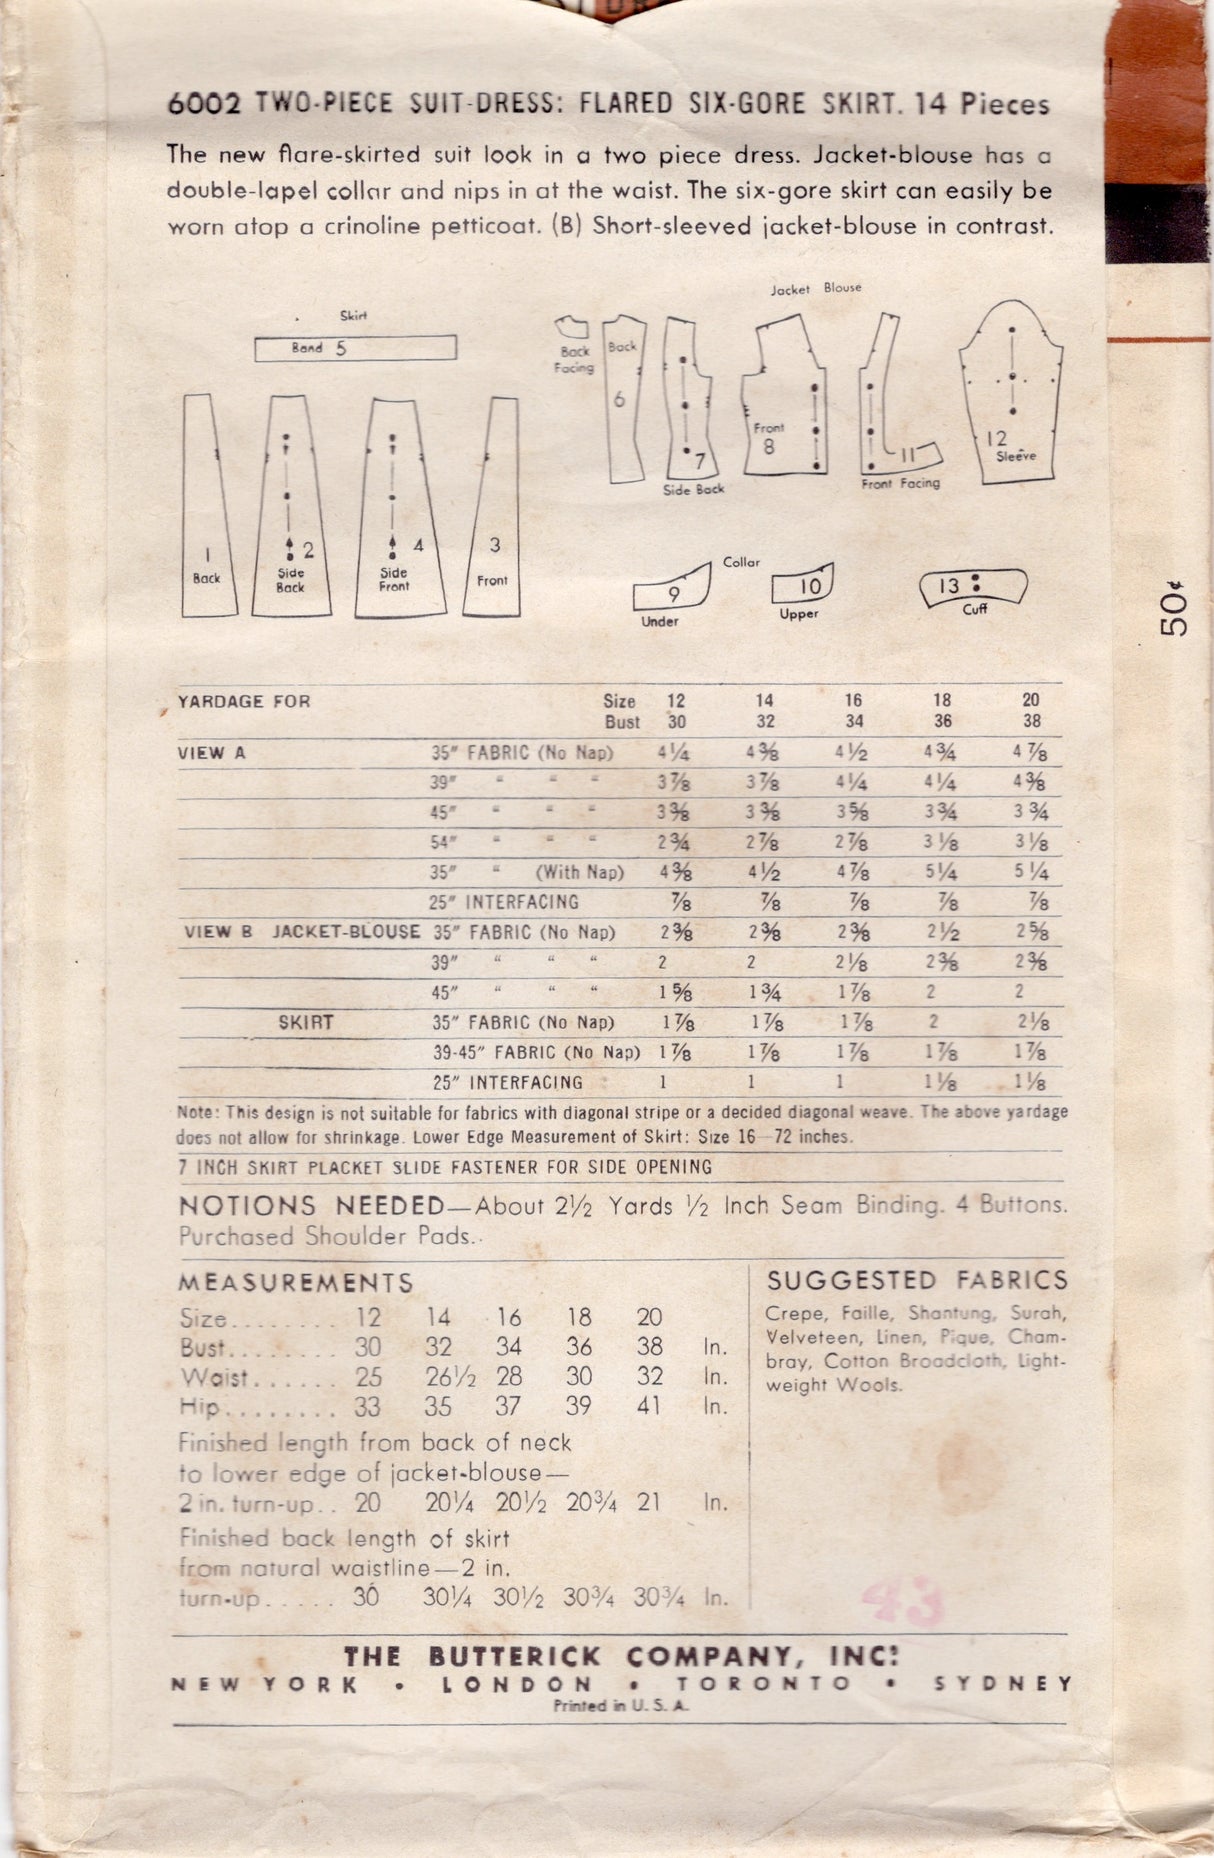 6002 TWO-PIECE SUIT-DRESS: FLARED SIX-GORE SKIRT. 14 Pieces
The new flare-skirted suit look in a two piece dress. Jacket-blouse has a
double-lapel collar and nips in at the waist. The six-gore skirt can easily be
worn atop a crinoline petticoat. (B) Short-sleeved jacket-blouse in contrast.
Jacket Blouse
Skirt
Band 5
Back Facing
Back 6
7 Side Back
Front 8
11 Front Facing
12 Sleeve
1 Back
2 Side Back
4 Side Front
3 Front
Collar
9 Under
10 Upper
13 Cuff
50¢
YARDAGE FOR Size 12 14 16 18 20
Bust 30 32 34 36 38
VIEW A 35" FABRIC (No Nap) 4¼ 4⅜ 4½ 4¾ 4⅞
39" " " " 3⅞ 3⅞ 4¼ 4¼ 4⅜
45" " " " 3⅜ 3⅜ 3⅝ 3¾ 3¾
54" " " " 2¾ 2⅞ 2⅞ 3⅛ 3⅛
35" " (With Nap) 4⅜ 4½ 4⅞ 5¼ 5¼
25" INTERFACING ⅞ ⅞ ⅞ ⅞ ⅞
VIEW B JACKET-BLOUSE 35" FABRIC (No Nap) 2⅜ 2⅜ 2⅜ 2½ 2⅝
39" " " " 2 2 2⅛ 2⅜ 2⅜
45" " " " 1⅝ 1¾ 1⅞ 2 2
SKIRT 35" FABRIC (No Nap) 1⅞ 1⅞ 1⅞ 2 2⅛
39-45" FABRIC (No Nap) 1⅞ 1⅞ 1⅞ 1⅞ 1⅞
25" INTERFACING 1 1 1 1⅛ 1⅛
Note: This design is not suitable for fabrics with diagonal stripe or a decided diagonal weave. The above yardage
does not allow for shrinkage. Lower Edge Measurement of Skirt: Size 16—72 inches.
7 INCH SKIRT PLACKET SLIDE FASTENER FOR SIDE OPENING
NOTIONS NEEDED—About 2½ Yards ½ Inch Seam Binding. 4 Buttons.
Purchased Shoulder Pads.
MEASUREMENTS
Size........ 12 14 16 18 20
Bust........ 30 32 34 36 38 In.
Waist...... 25 26½ 28 30 32 In.
Hip........ 33 35 37 39 41 In.
Finished length from back of neck
to lower edge of jacket-blouse—
2 in. turn-up.. 20 20¼ 20½ 20¾ 21 In.
Finished back length of skirt
from natural waistline—2 in.
turn-up..... 30 30¼ 30½ 30¾ 30¾ In.
SUGGESTED FABRICS
Crepe, Faille, Shantung, Surah,
Velveteen, Linen, Pique, Cham-
bray, Cotton Broadcloth, Light-
weight Wools.
43
THE BUTTERICK COMPANY, INC.
NEW YORK • LONDON • TORONTO • SYDNEY
Printed in U. S. A.